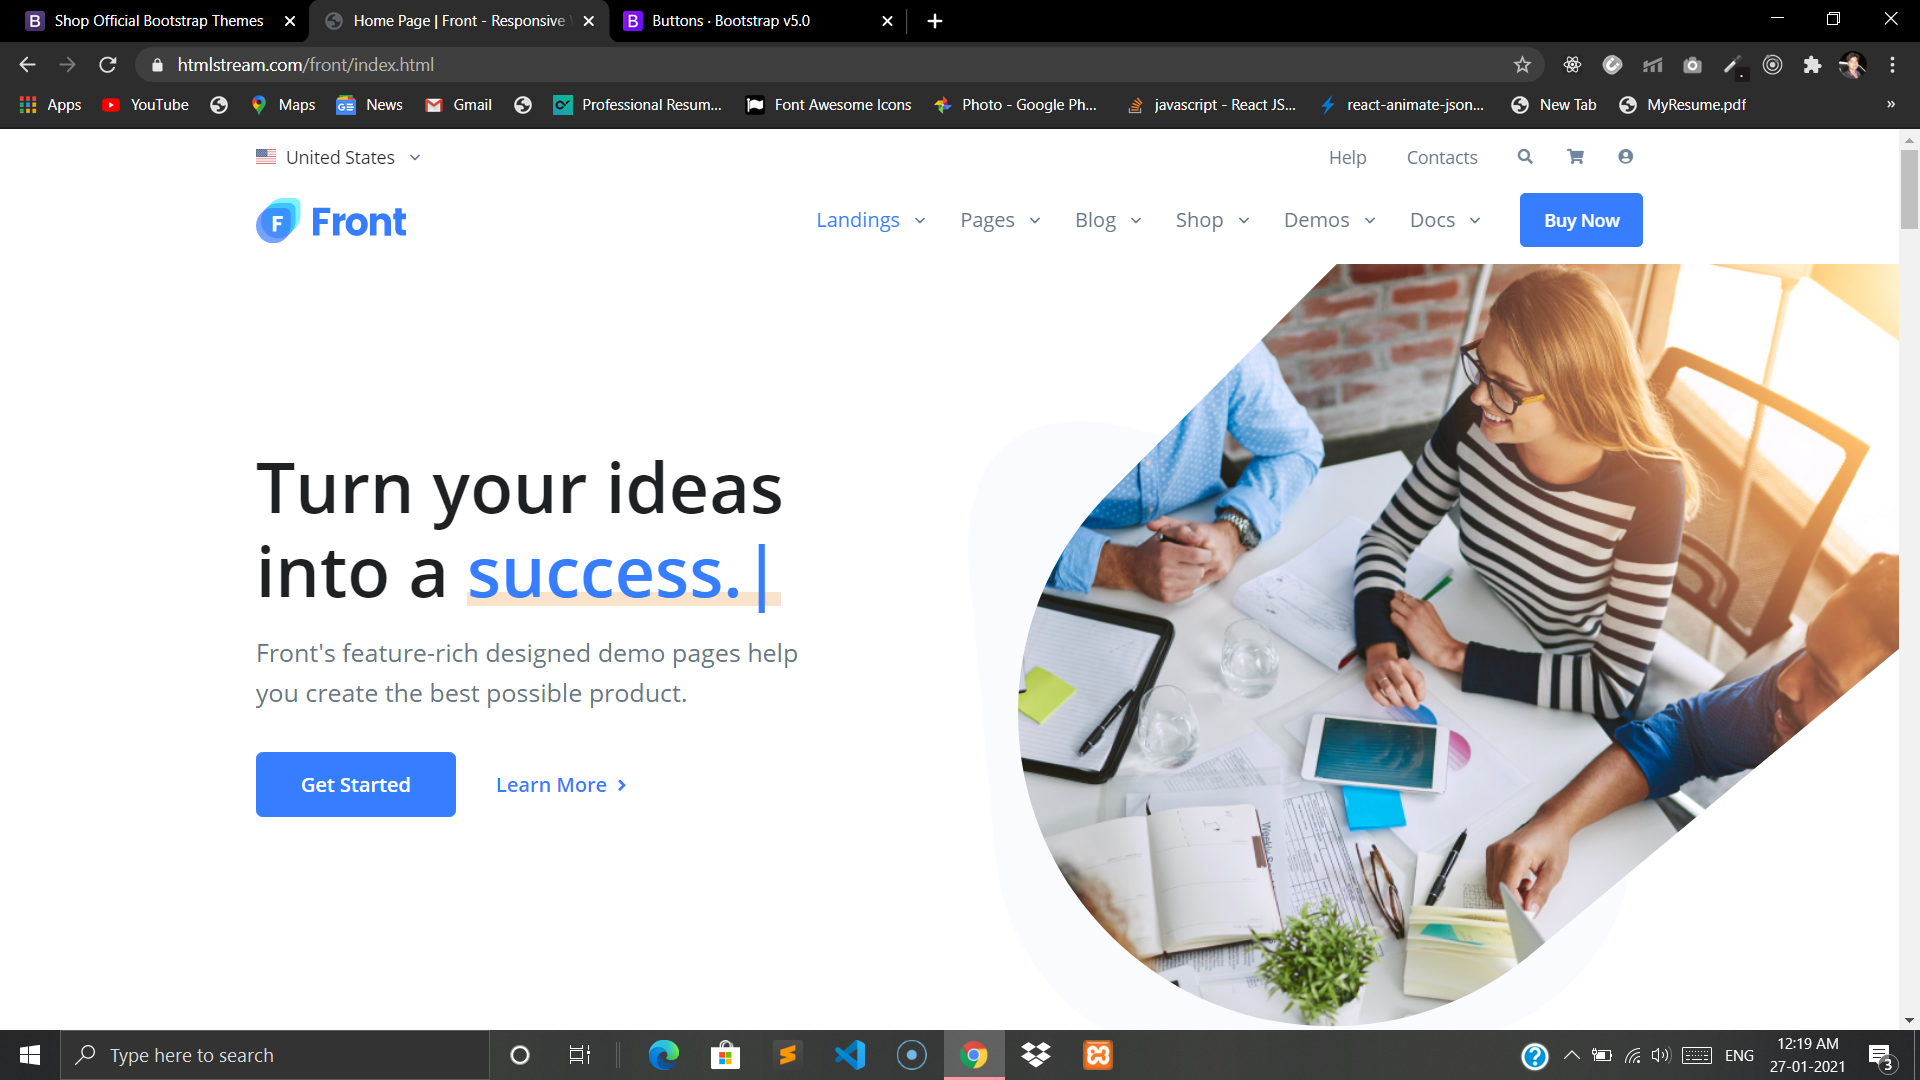 Shop Official Bootstrap Themes
Home Page | Front - Responsive
Buttons · Bootstrap v5.0
htmlstream.com/front/index.html
Apps
YouTube
Maps
News
Gmail
Professional Resum...
Font Awesome Icons
Photo - Google Ph...
javascript - React JS...
react-animate-json...
New Tab
MyResume.pdf
»
United States
Help
Contacts
F Front
Landings
Pages
Blog
Shop
Demos
Docs
Buy Now
Turn your ideas
into a success.|
Front's feature-rich designed demo pages help
you create the best possible product.
Get Started
Learn More
Type here to search
ENG
12:19 AM
27-01-2021
3